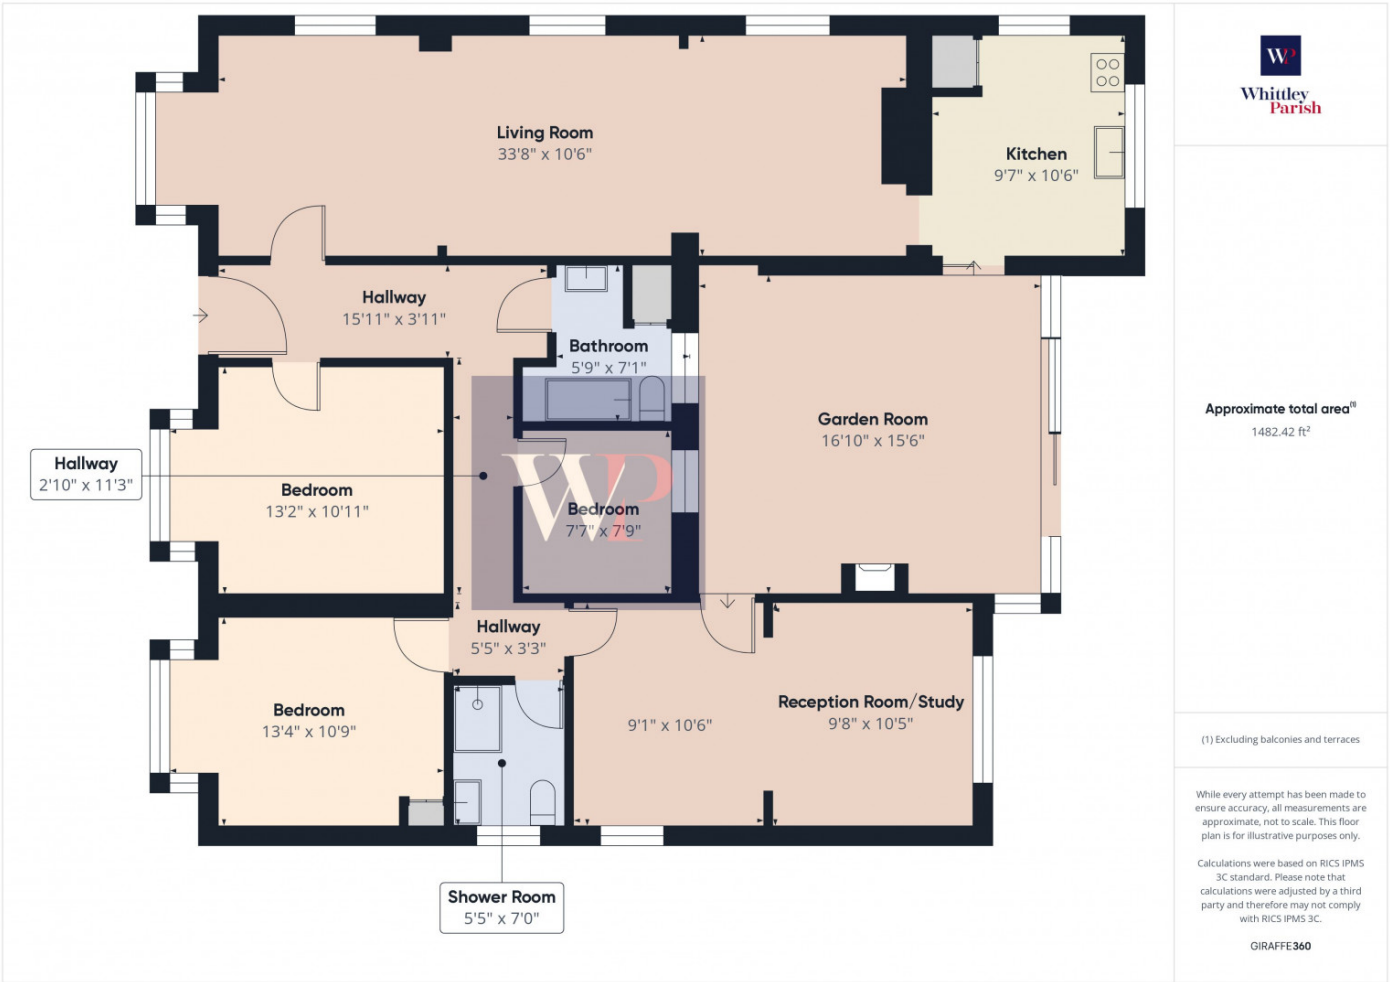 Living Room
33'8" x 10'6"
Kitchen
9'7" x 10'6"
Hallway
15'11" x 3'11"
Bathroom
5'9" x 7'1"
Garden Room
16'10" x 15'6"
Hallway
2'10" x 11'3"
Bedroom
13'2" x 10'11"
WP
Bedroom
7'7" x 7'9"
Hallway
5'5" x 3'3"
Bedroom
13'4" x 10'9"
9'1" x 10'6"
Reception Room/Study
9'8" x 10'5"
Shower Room
5'5" x 7'0"
WP
Whittley
Parish
Approximate total area⁽¹⁾
1482.42 ft²
(1) Excluding balconies and terraces
While every attempt has been made to
ensure accuracy, all measurements are
approximate, not to scale. This floor
plan is for illustrative purposes only.
Calculations were based on RICS IPMS
3C standard. Please note that
calculations were adjusted by a third
party and therefore may not comply
with RICS IPMS 3C.
GIRAFFE360